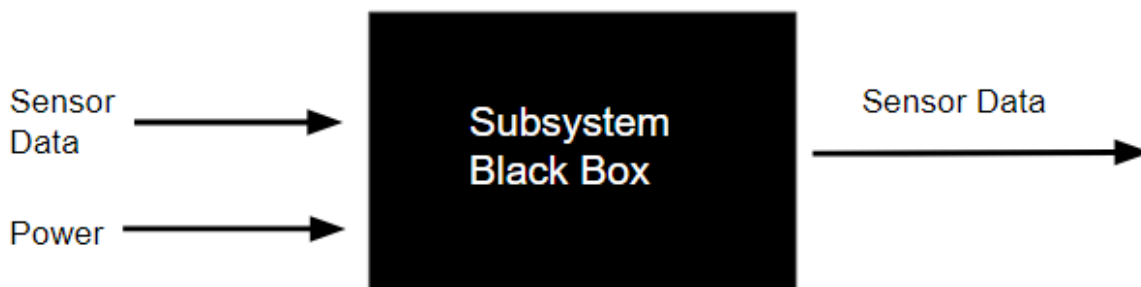 Sensor
Data
Power
Subsystem
Black Box
Sensor Data